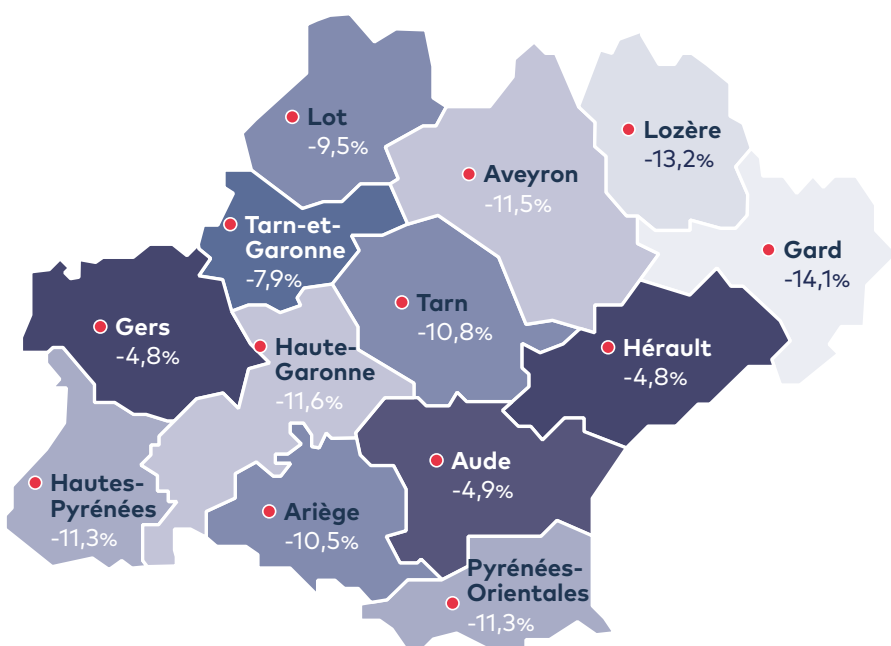 Lot
-9,5%
Lozère
-13,2%
Aveyron
-11,5%
Tarn-et-
Garonne
-7,9%
Gard
-14,1%
Gers
-4,8%
Tarn
-10,8%
Haute-
Garonne
-11,6%
Hérault
-4,8%
Aude
-4,9%
Hautes-
Pyrénées
-11,3%
Ariège
-10,5%
Pyrénées-
Orientales
-11,3%